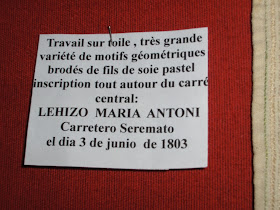 Travail sur toile , très grande
variété de motifs géométriques
brodés de fils de soie pastel
inscription tout autour du carré
central:
LEHIZO MARIA ANTONI
Carretero Seremato
el dia 3 de junio de 1803